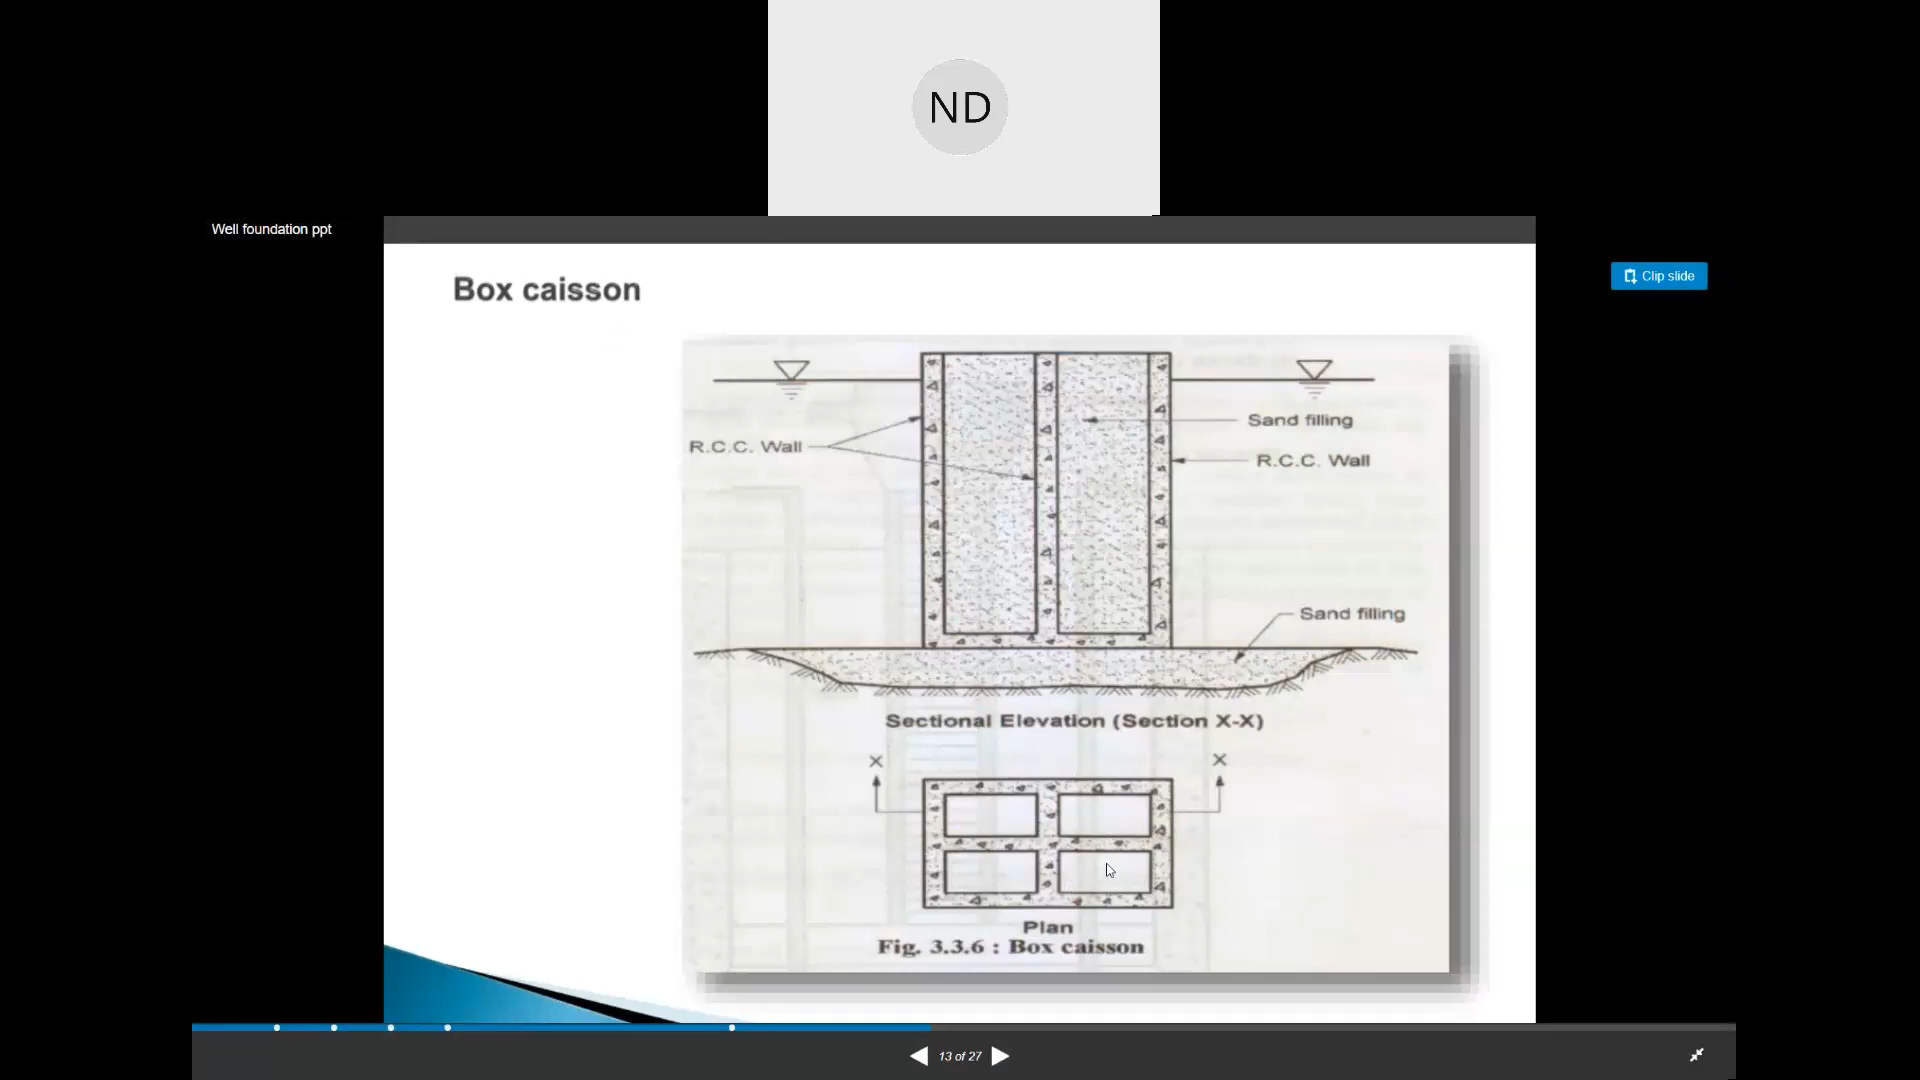 ND
Well foundation ppt
Clip slide
Box caisson
Sand filling
R.C.C. Wall
R.C.C. Wall
Sand filling
Sectional Elevation (Section X-X)
X X
Plan
Fig. 3.3.6 : Box caisson
13 of 27